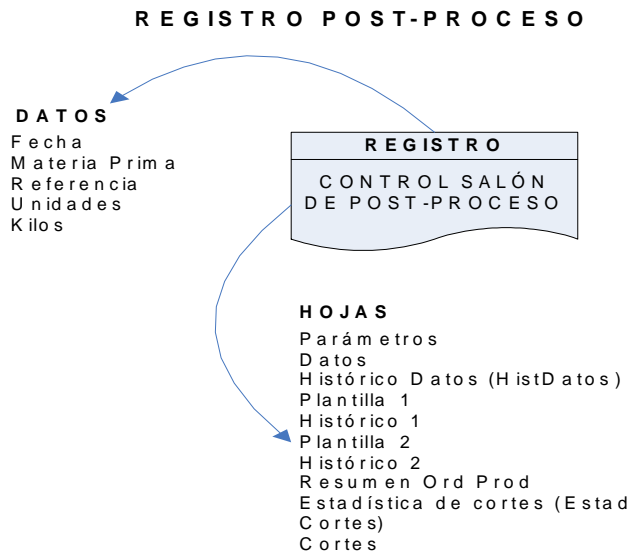 REGISTRO POST-PROCESO
DATOS
Fecha
Materia Prima
Referencia
Unidades
Kilos
REGISTRO
CONTROL SALÓN
DE POST-PROCESO
HOJAS
Parámetros
Datos
Histórico Datos (HistDatos)
Plantilla 1
Histórico 1
Plantilla 2
Histórico 2
Resumen Ord Prod
Estadística de cortes (Estad
Cortes)
Cortes